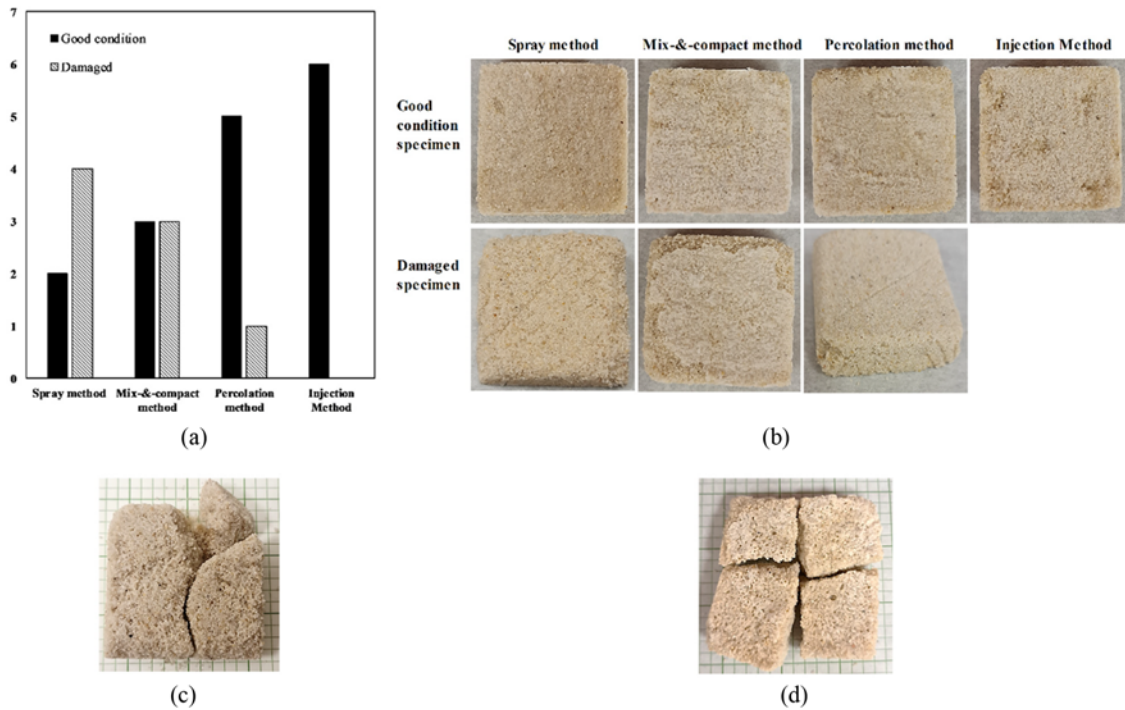 7
6
5
4
3
2
1
0
Good condition
Damaged
Spray method
Mix-&-compact
method
Percolation
method
Injection
Method
(a)
Spray method
Mix-&-compact method
Percolation method
Injection Method
Good
condition
specimen
Damaged
specimen
(b)
(c)
(d)